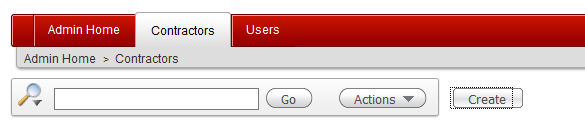 Admin Home Contractors Users
Admin Home > Contractors
Go Actions Create